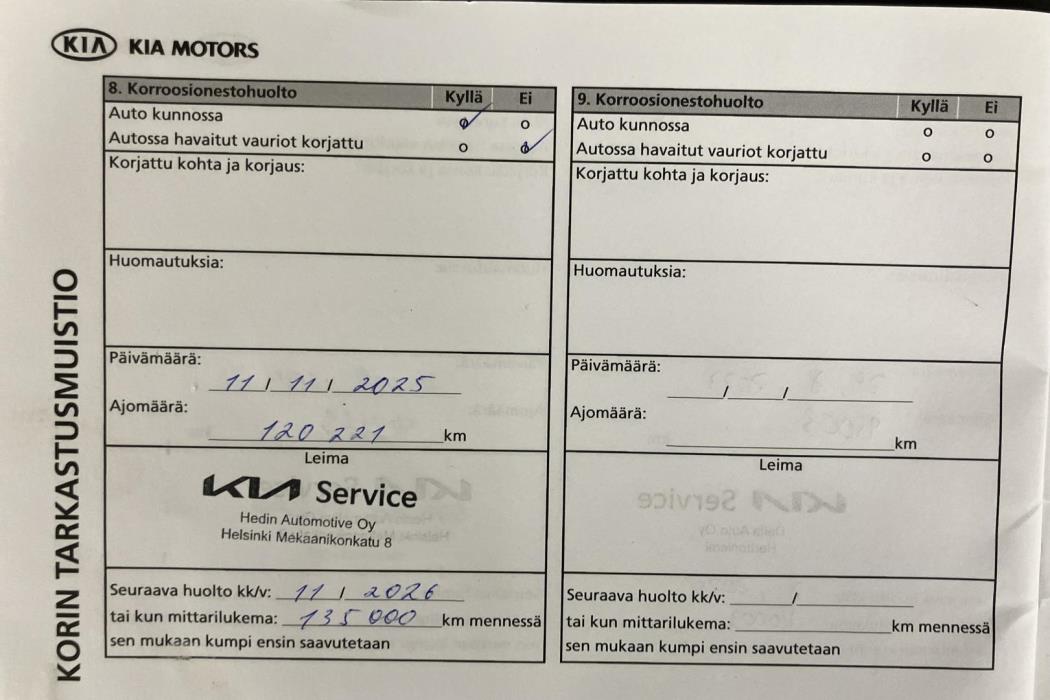 KIA KIA MOTORS
KORIN TARKASTUSMUISTIO
8. Korroosionestohuolto Kyllä Ei
Auto kunnossa o o
Autossa havaitut vauriot korjattu o o
Korjattu kohta ja korjaus:
Huomautuksia:
Päivämäärä:
11 / 11 / 2025
Ajomäärä:
120 221 km
Leima
KIA Service
Hedin Automotive Oy
Helsinki Mekaanikonkatu 8
Seuraava huolto kk/v: 11 / 2026
tai kun mittarilukema: 135 000 km mennessä
sen mukaan kumpi ensin saavutetaan
9. Korroosionestohuolto Kyllä Ei
Auto kunnossa o o
Autossa havaitut vauriot korjattu o o
Korjattu kohta ja korjaus:
Huomautuksia:
Päivämäärä:
/ /
Ajomäärä:
km
Leima
Seuraava huolto kk/v: /
tai kun mittarilukema: km mennessä
sen mukaan kumpi ensin saavutetaan